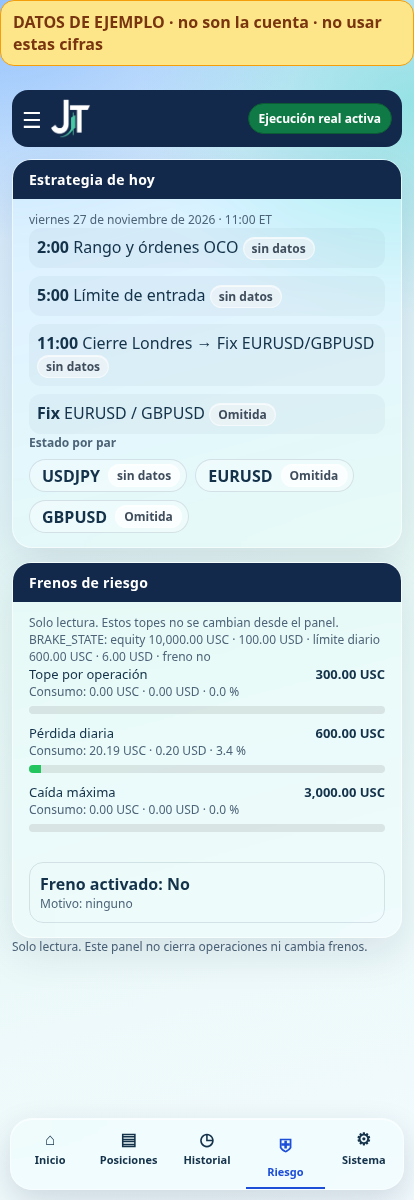 DATOS DE EJEMPLO · no son la cuenta · no usar
estas cifras
JT
Ejecución real activa
Estrategia de hoy
viernes 27 de noviembre de 2026 · 11:00 ET
2:00 Rango y órdenes OCO sin datos
5:00 Límite de entrada sin datos
11:00 Cierre Londres → Fix EURUSD/GBPUSD
sin datos
Fix EURUSD / GBPUSD Omitida
Estado por par
USDJPY sin datos EURUSD Omitida
GBPUSD Omitida
Frenos de riesgo
Solo lectura. Estos topes no se cambian desde el panel.
BRAKE_STATE: equity 10,000.00 USC · 100.00 USD · límite diario
600.00 USC · 6.00 USD · freno no
Tope por operación 300.00 USC
Consumo: 0.00 USC · 0.00 USD · 0.0 %
Pérdida diaria 600.00 USC
Consumo: 20.19 USC · 0.20 USD · 3.4 %
Caída máxima 3,000.00 USC
Consumo: 0.00 USC · 0.00 USD · 0.0 %
Freno activado: No
Motivo: ninguno
Solo lectura. Este panel no cierra operaciones ni cambia frenos.
Inicio Posiciones Historial Riesgo Sistema